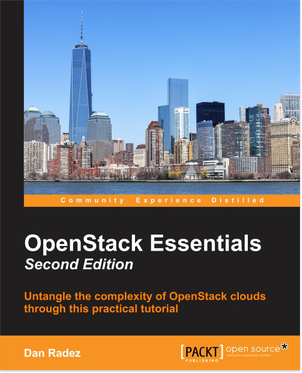 Community Experience Distilled
OpenStack Essentials
Second Edition
Untangle the complexity of OpenStack clouds
through this practical tutorial
Dan Radez
[PACKT] open source*
PUBLISHING